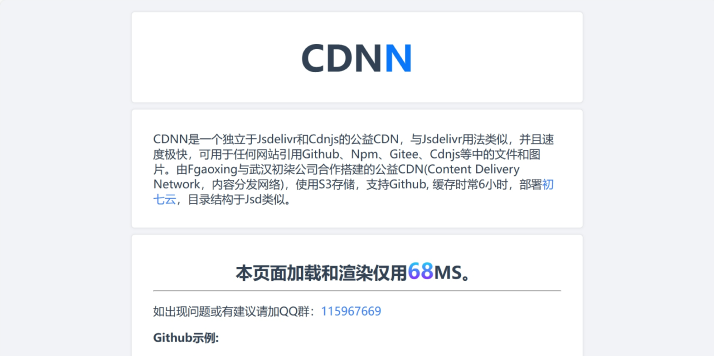 CDNN
CDNN是一个独立于Jsdelivr和Cdnjs的公益CDN，与Jsdelivr用法类似，并且速
度极快，可用于任何网站引用Github、Npm、Gitee、Cdnjs等中的文件和图
片。由Fgaoxing与武汉初柒公司合作搭建的公益CDN(Content Delivery
Network，内容分发网络)，使用S3存储，支持Github, 缓存时常6小时，部署初
七云，目录结构于Jsd类似。
本页面加载和渲染仅用68MS。
如出现问题或有建议请加QQ群：115967669
Github示例: